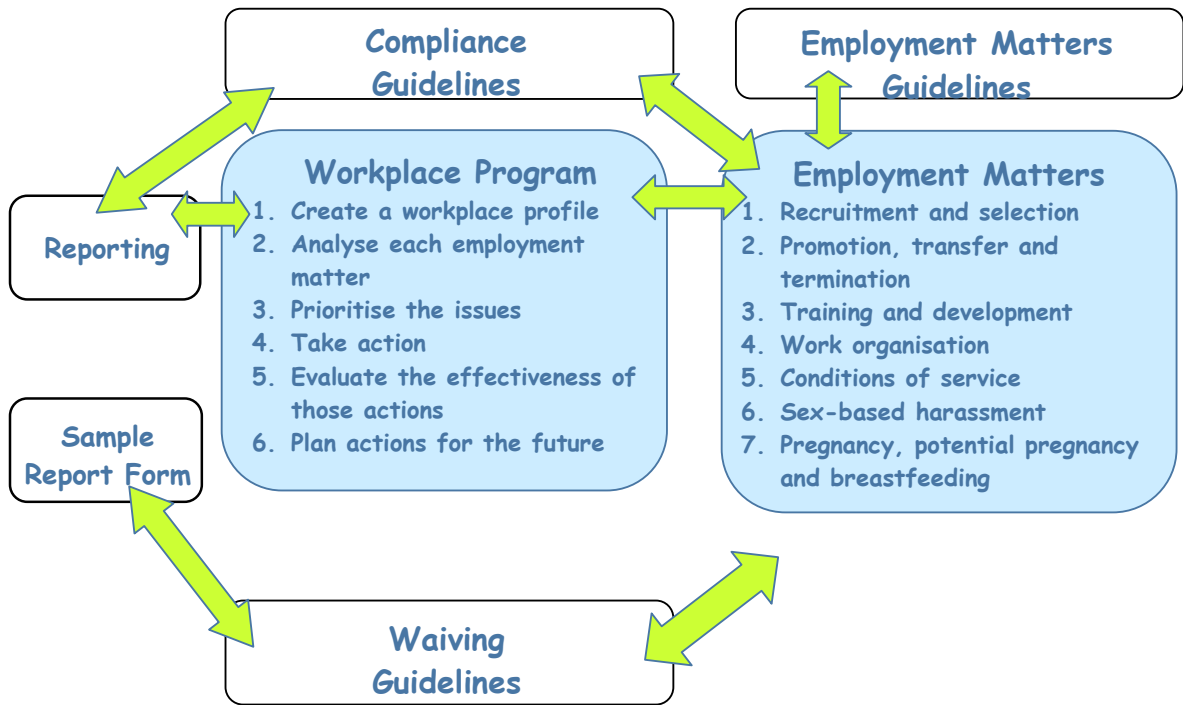 Compliance
Guidelines
Employment Matters
Guidelines
Workplace Program
1. Create a workplace profile
2. Analyse each employment
matter
3. Prioritise the issues
4. Take action
5. Evaluate the effectiveness of
those actions
6. Plan actions for the future
Employment Matters
1. Recruitment and selection
2. Promotion, transfer and
termination
3. Training and development
4. Work organisation
5. Conditions of service
6. Sex-based harassment
7. Pregnancy, potential pregnancy
and breastfeeding
Reporting
Sample
Report Form
Waiving
Guidelines